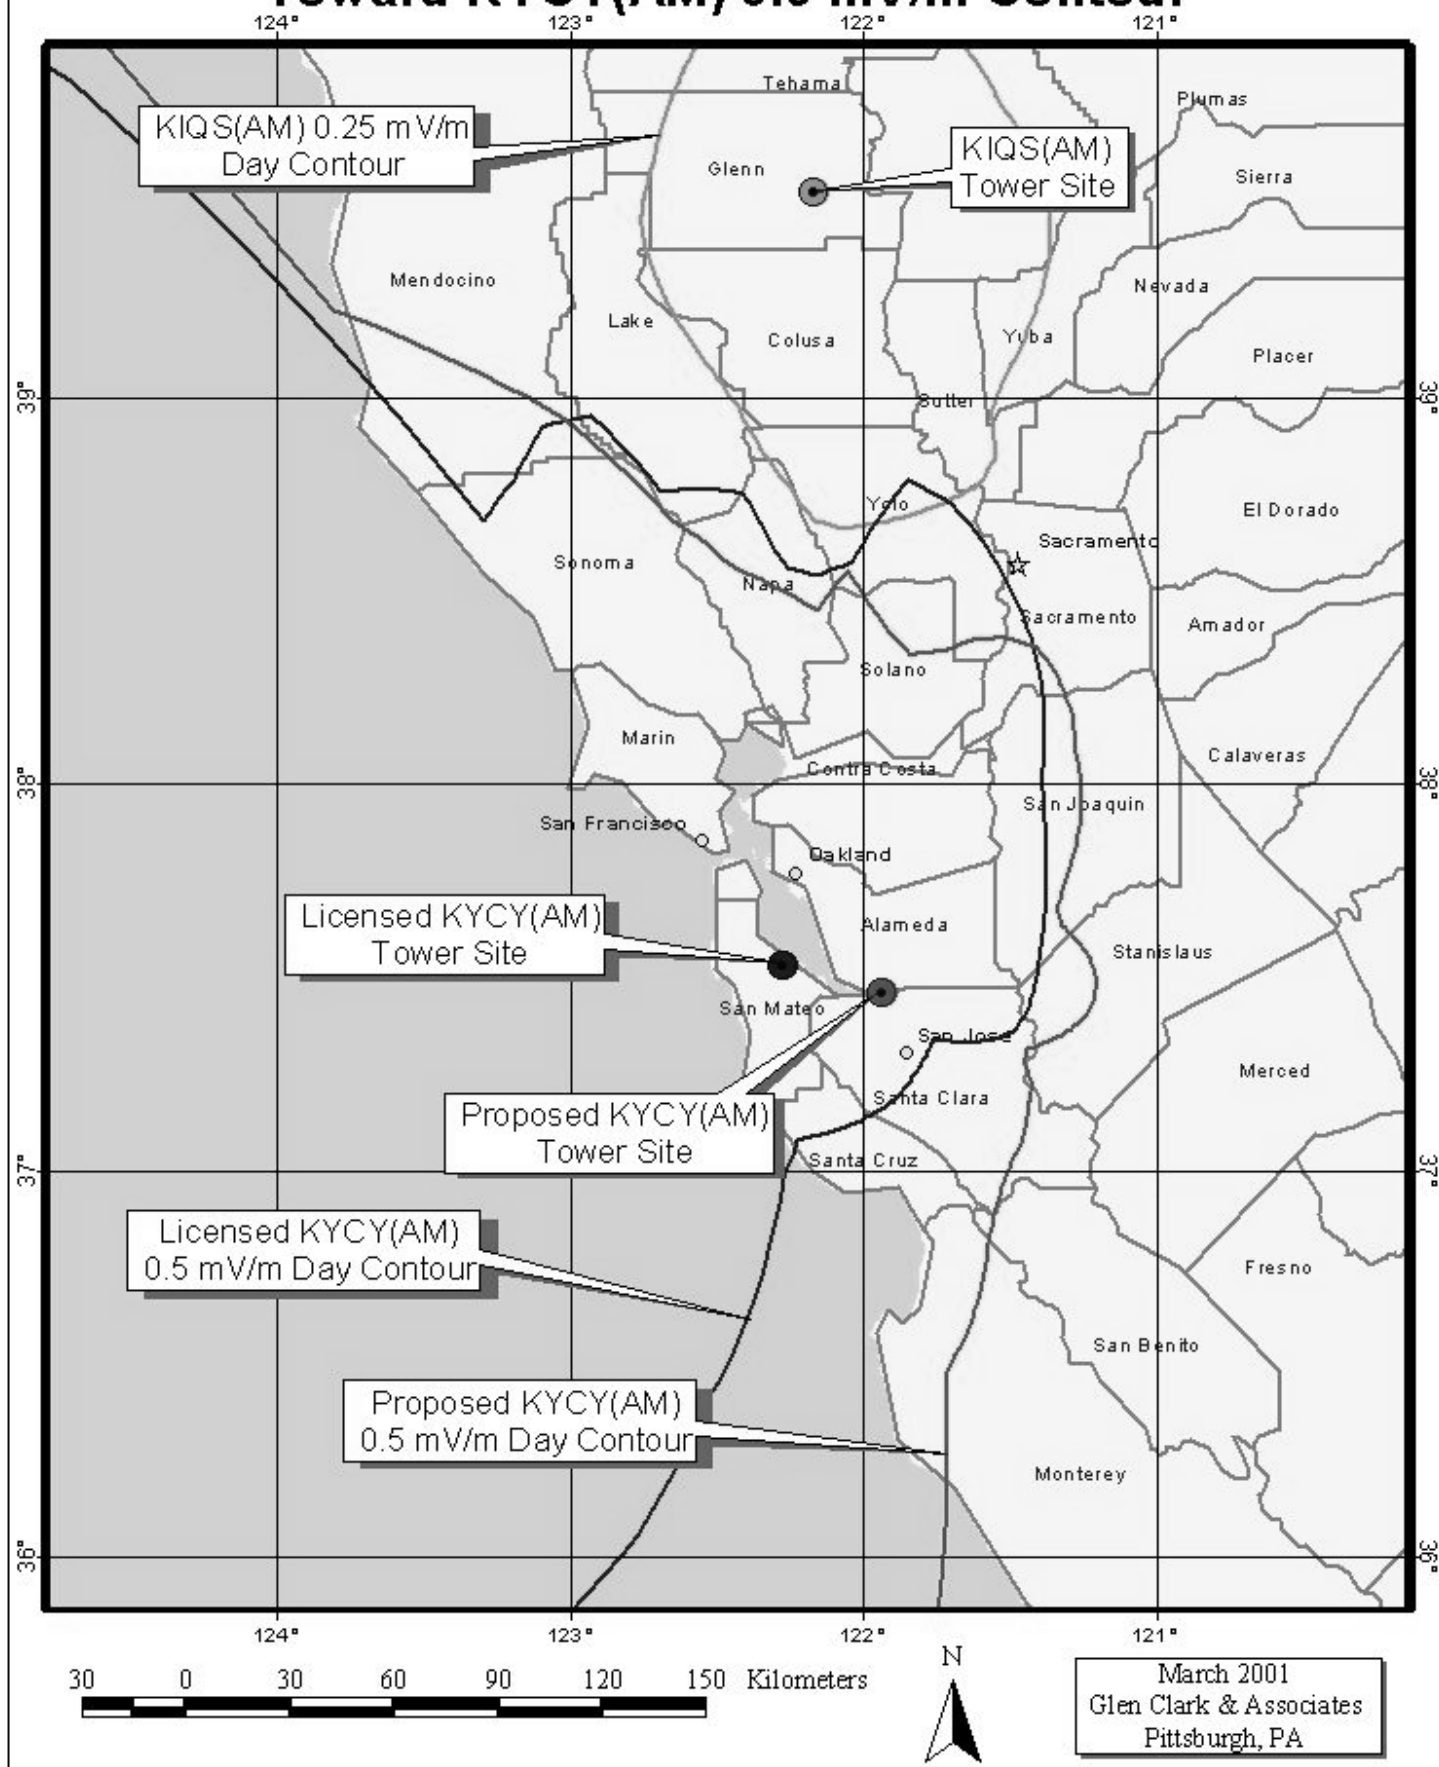 Toward KYCY(AM) 0.5 mV/m Contour
124° 123° 122° 121°
Tehama
Plumas
KIQS(AM) 0.25 mV/m
Day Contour
KIQS(AM)
Tower Site
Glenn
Sierra
Mendocino
Nevada
Lake
Colusa
Yuba
Placer
39° 39°
Sutter
Yolo
El Dorado
Sacramento
Sonoma
Napa
Sacramento
Amador
Solano
Marin
Calaveras
Contra Costa
38° 38°
San Joaquin
San Francisco
Oakland
Licensed KYCY(AM)
Tower Site
Alameda
Stanislaus
San Mateo
San Jose
Merced
Santa Clara
Proposed KYCY(AM)
Tower Site
Santa Cruz
37° 37°
Licensed KYCY(AM)
0.5 mV/m Day Contour
Fresno
San Benito
Proposed KYCY(AM)
0.5 mV/m Day Contour
Monterey
36° 36°
124° 123° 122° 121°
N
30 0 30 60 90 120 150 Kilometers
March 2001
Glen Clark & Associates
Pittsburgh, PA